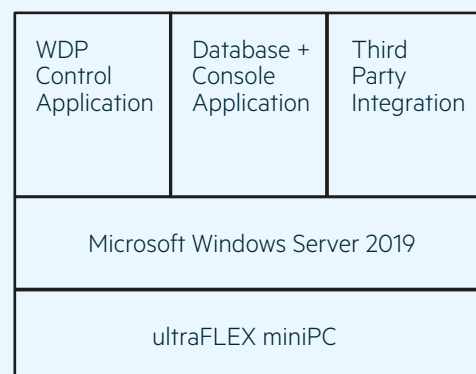 WDP
Control
Application
Database +
Console
Application
Third
Party
Integration
Microsoft Windows Server 2019
ultraFLEX miniPC